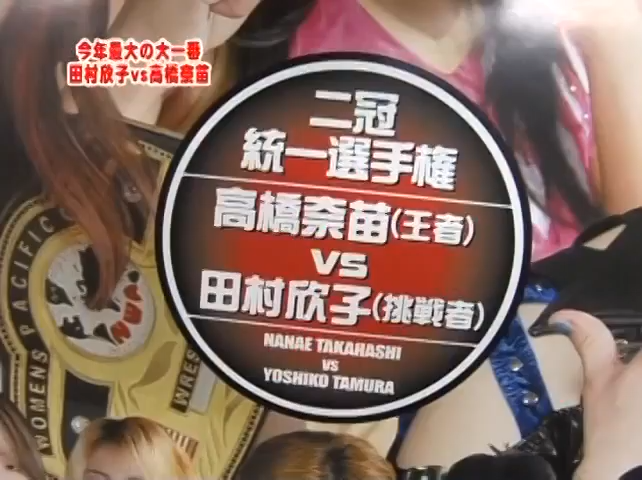 今年最大の大一番
田村欣子vs高橋奈苗
二冠
統一選手権
高橋奈苗(王者)
VS
田村欣子(挑戦者)
NANAE TAKAHASHI
VS
YOSHIKO TAMURA
WOMENS PACIFIC
NWA
WRES